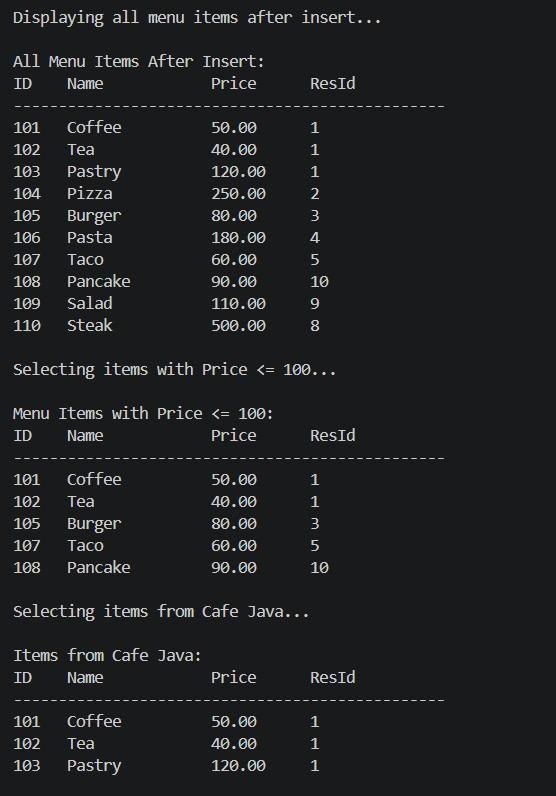 Displaying all menu items after insert...
All Menu Items After Insert:
ID Name Price ResId
------------------------------------------------
101 Coffee 50.00 1
102 Tea 40.00 1
103 Pastry 120.00 1
104 Pizza 250.00 2
105 Burger 80.00 3
106 Pasta 180.00 4
107 Taco 60.00 5
108 Pancake 90.00 10
109 Salad 110.00 9
110 Steak 500.00 8
Selecting items with Price <= 100...
Menu Items with Price <= 100:
ID Name Price ResId
------------------------------------------------
101 Coffee 50.00 1
102 Tea 40.00 1
105 Burger 80.00 3
107 Taco 60.00 5
108 Pancake 90.00 10
Selecting items from Cafe Java...
Items from Cafe Java:
ID Name Price ResId
------------------------------------------------
101 Coffee 50.00 1
102 Tea 40.00 1
103 Pastry 120.00 1